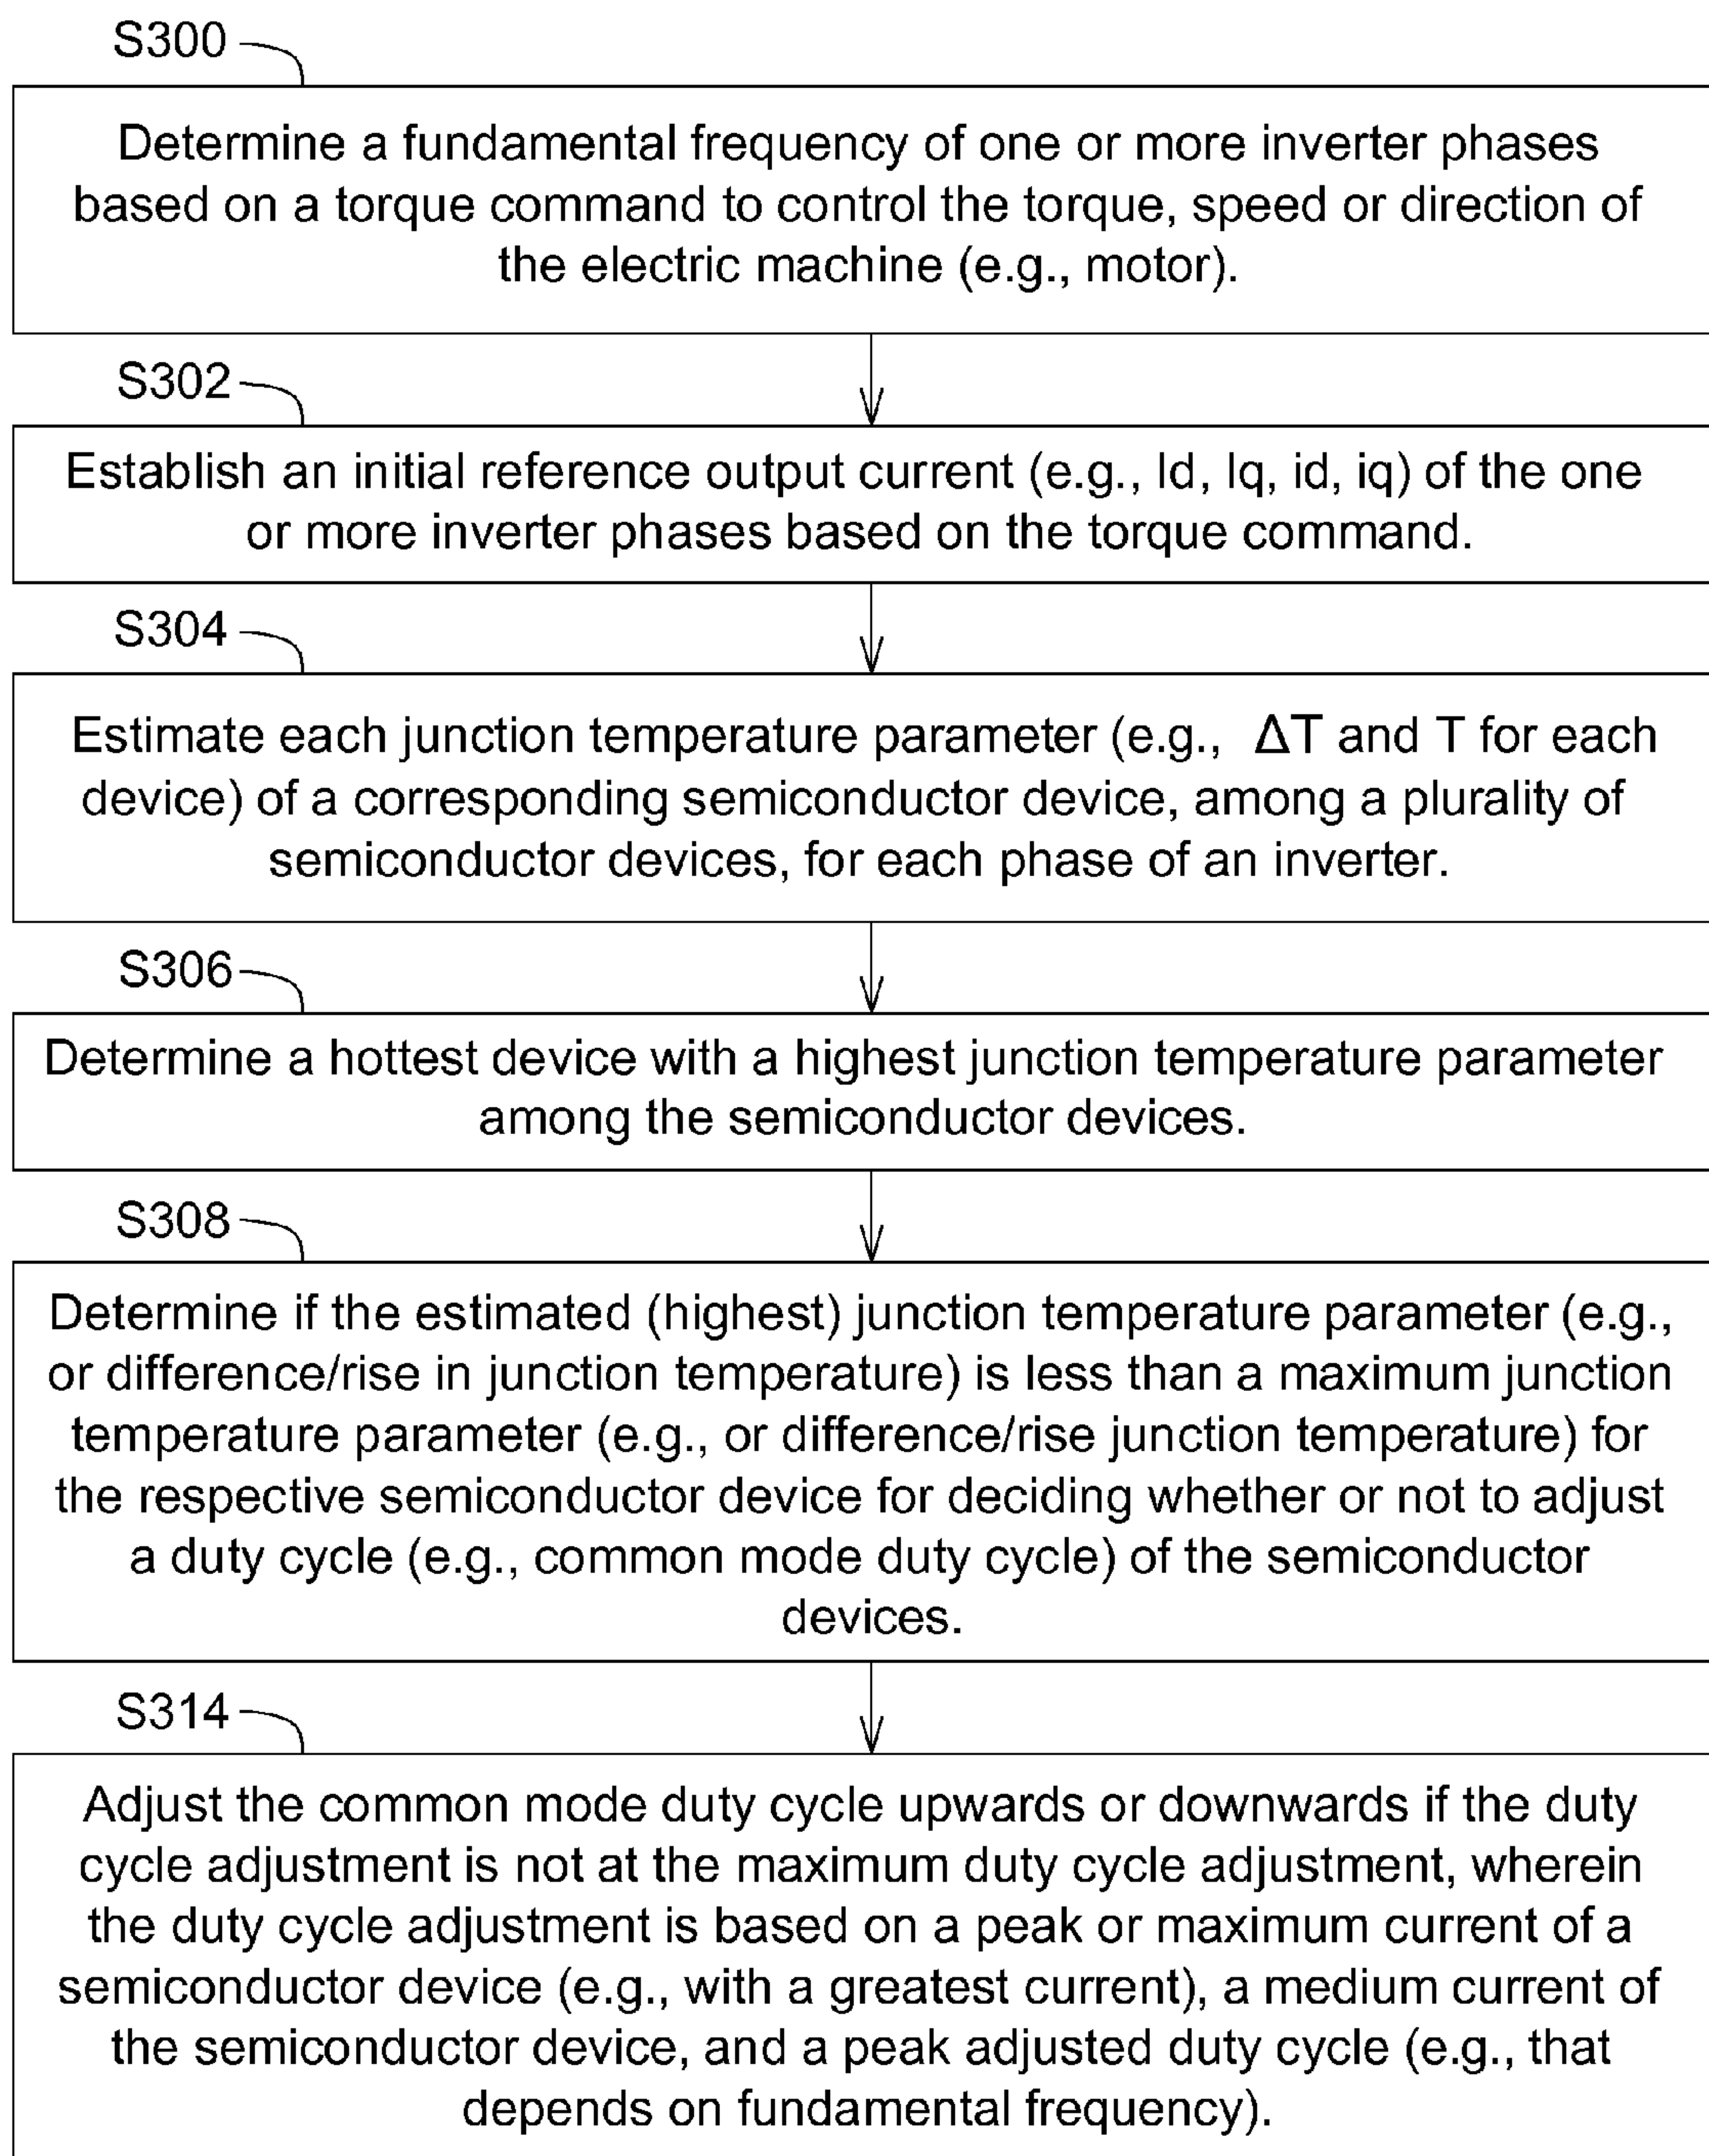 S300
Determine a fundamental frequency of one or more inverter phases
based on a torque command to control the torque, speed or direction of
the electric machine (e.g., motor).
S302
Establish an initial reference output current (e.g., Id, Iq, id, iq) of the one
or more inverter phases based on the torque command.
S304
Estimate each junction temperature parameter (e.g., ΔT and T for each
device) of a corresponding semiconductor device, among a plurality of
semiconductor devices, for each phase of an inverter.
S306
Determine a hottest device with a highest junction temperature parameter
among the semiconductor devices.
S308
Determine if the estimated (highest) junction temperature parameter (e.g.,
or difference/rise in junction temperature) is less than a maximum junction
temperature parameter (e.g., or difference/rise junction temperature) for
the respective semiconductor device for deciding whether or not to adjust
a duty cycle (e.g., common mode duty cycle) of the semiconductor
devices.
S314
Adjust the common mode duty cycle upwards or downwards if the duty
cycle adjustment is not at the maximum duty cycle adjustment, wherein
the duty cycle adjustment is based on a peak or maximum current of a
semiconductor device (e.g., with a greatest current), a medium current of
the semiconductor device, and a peak adjusted duty cycle (e.g., that
depends on fundamental frequency).